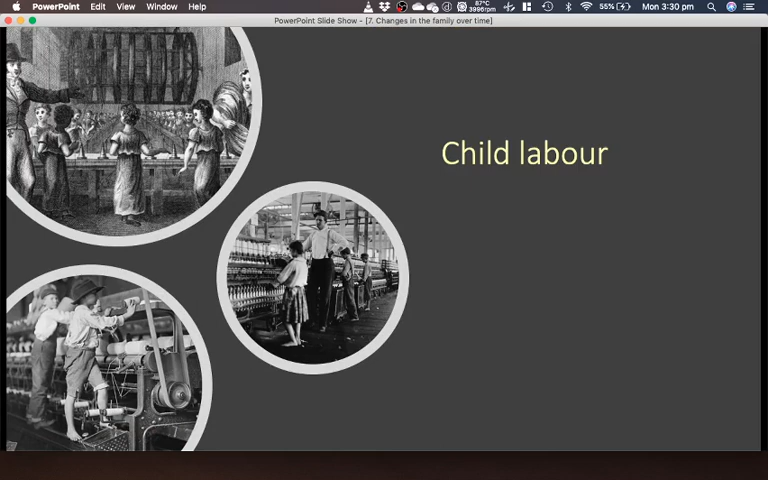 PowerPoint Edit View Window Help 87°C 3996rpm 55% Mon 3:30 pm
PowerPoint Slide Show - [7. Changes in the family over time]
Child labour